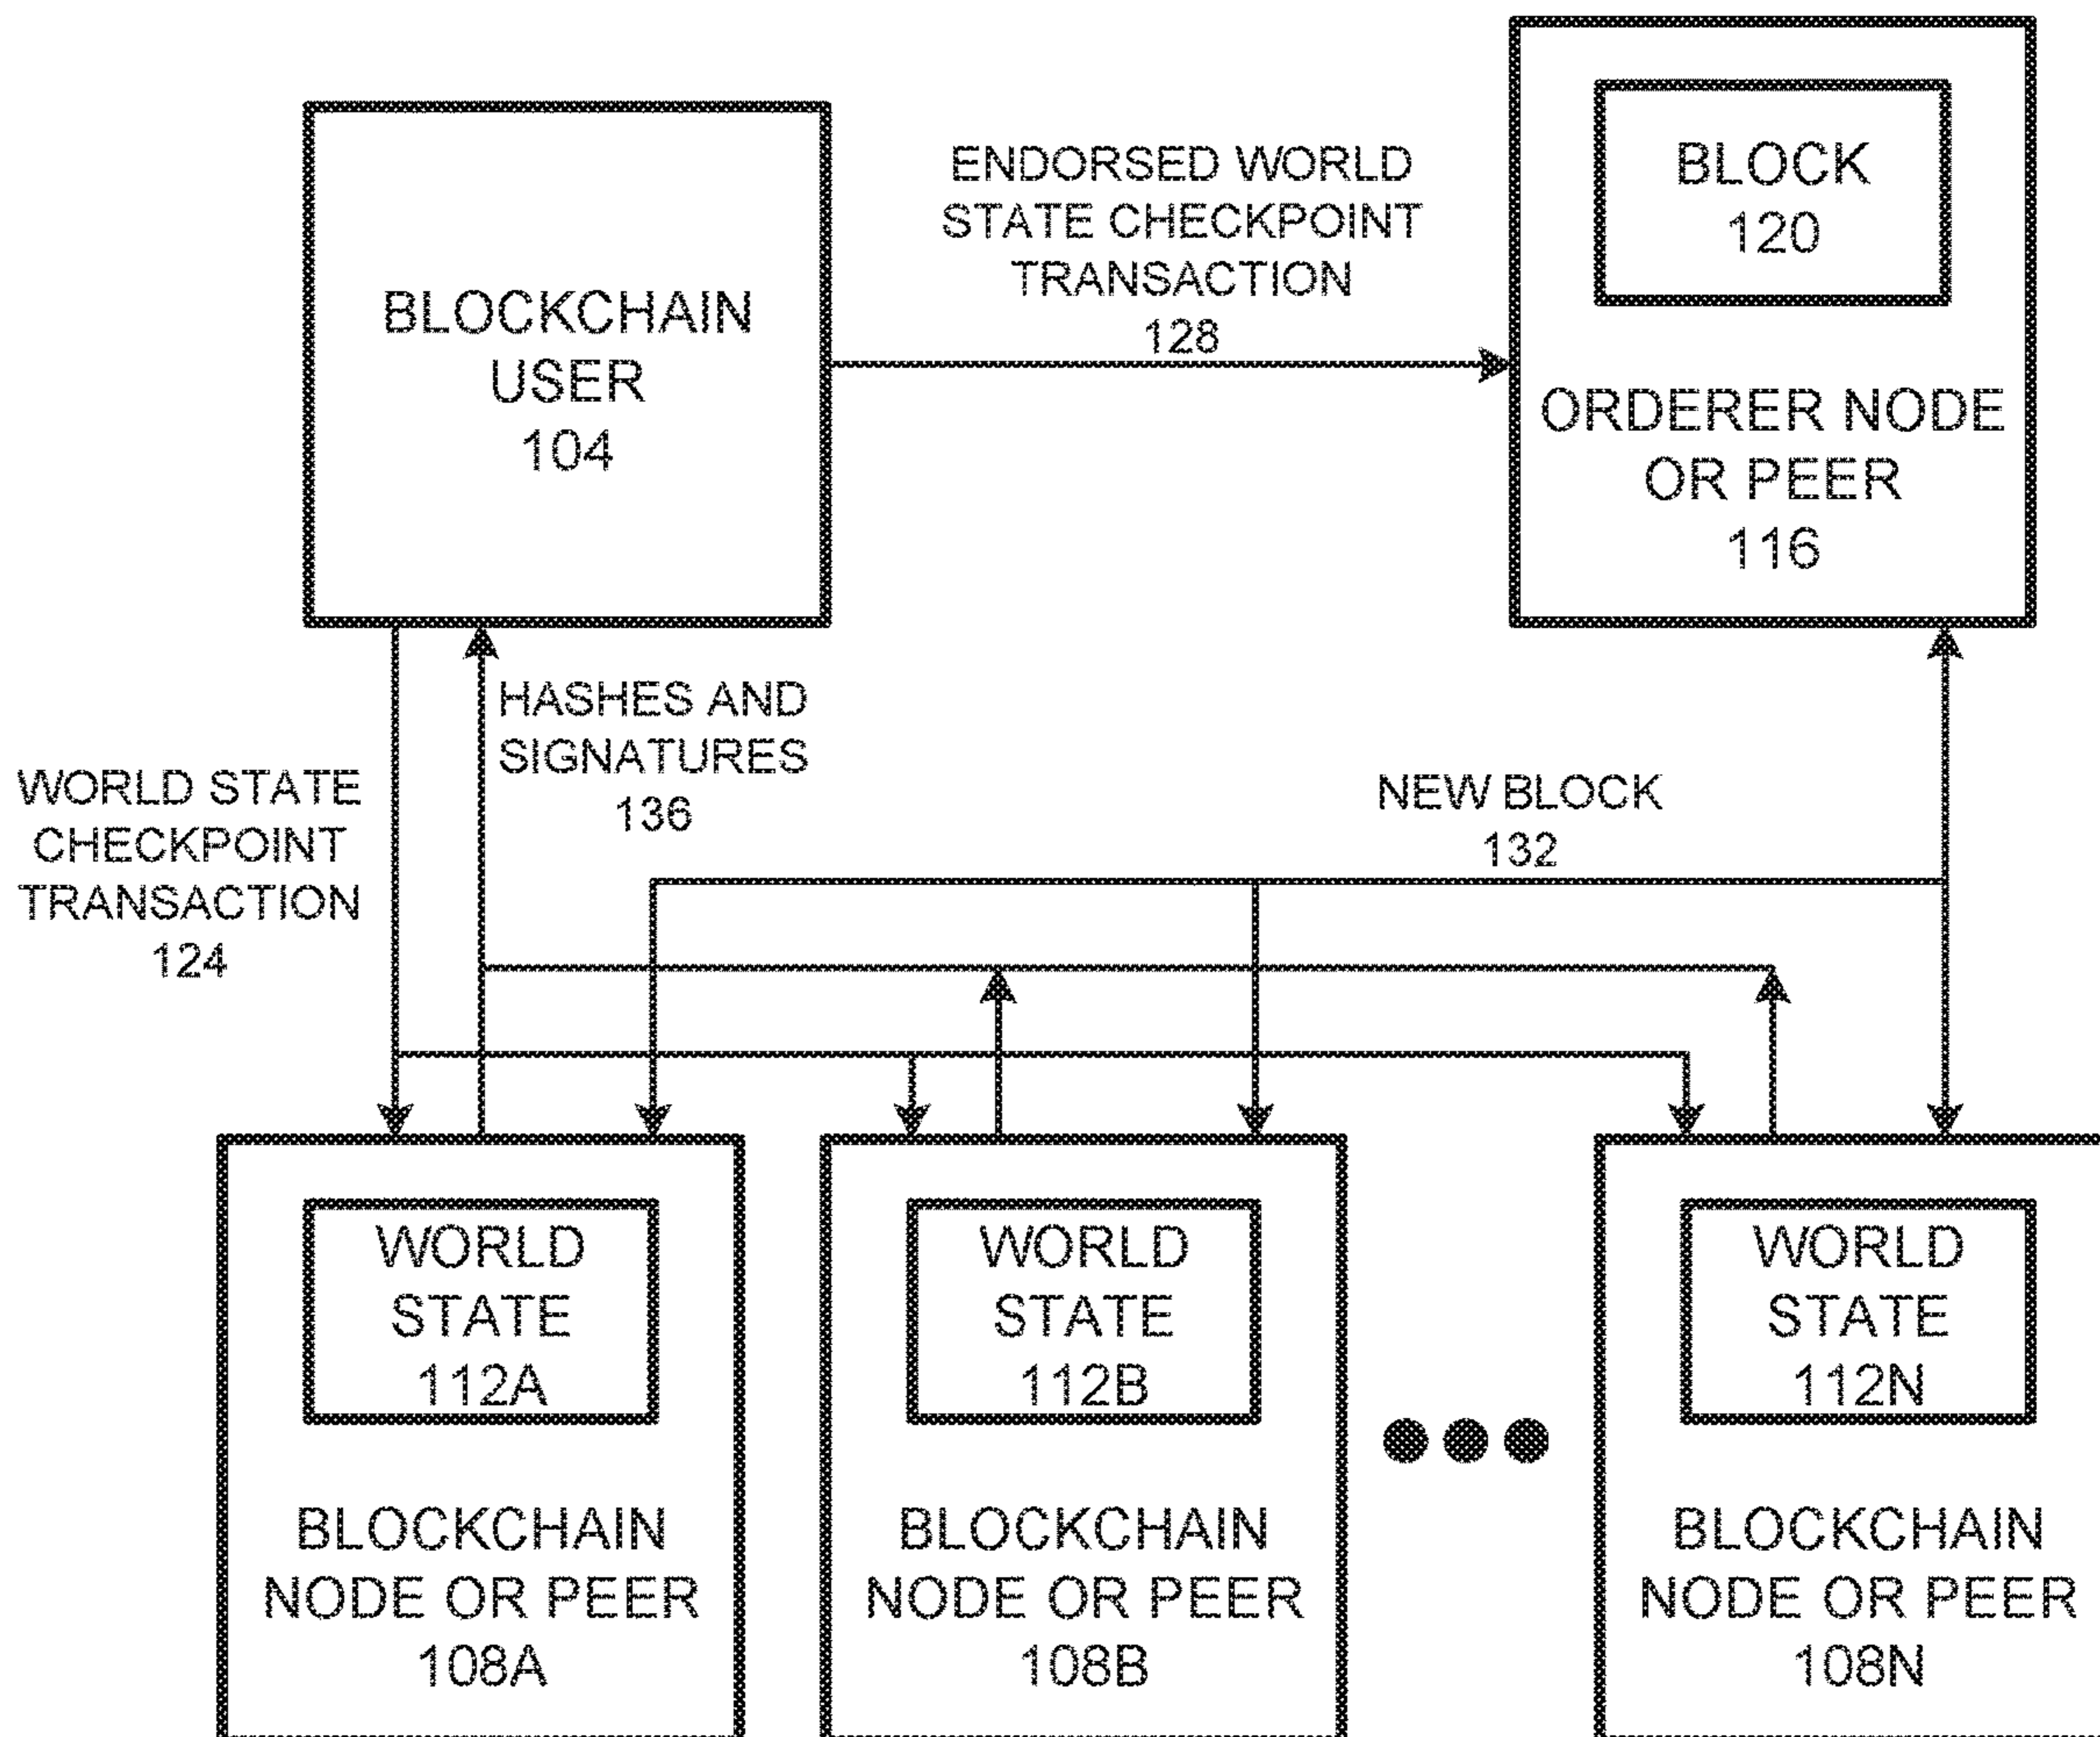 BLOCKCHAIN
USER
104
ENDORSED WORLD
STATE CHECKPOINT
TRANSACTION
128
BLOCK
120
ORDERER NODE
OR PEER
116
WORLD STATE
CHECKPOINT
TRANSACTION
124
HASHES AND
SIGNATURES
136
NEW BLOCK
132
WORLD
STATE
112A
BLOCKCHAIN
NODE OR PEER
108A
WORLD
STATE
112B
BLOCKCHAIN
NODE OR PEER
108B
WORLD
STATE
112N
BLOCKCHAIN
NODE OR PEER
108N